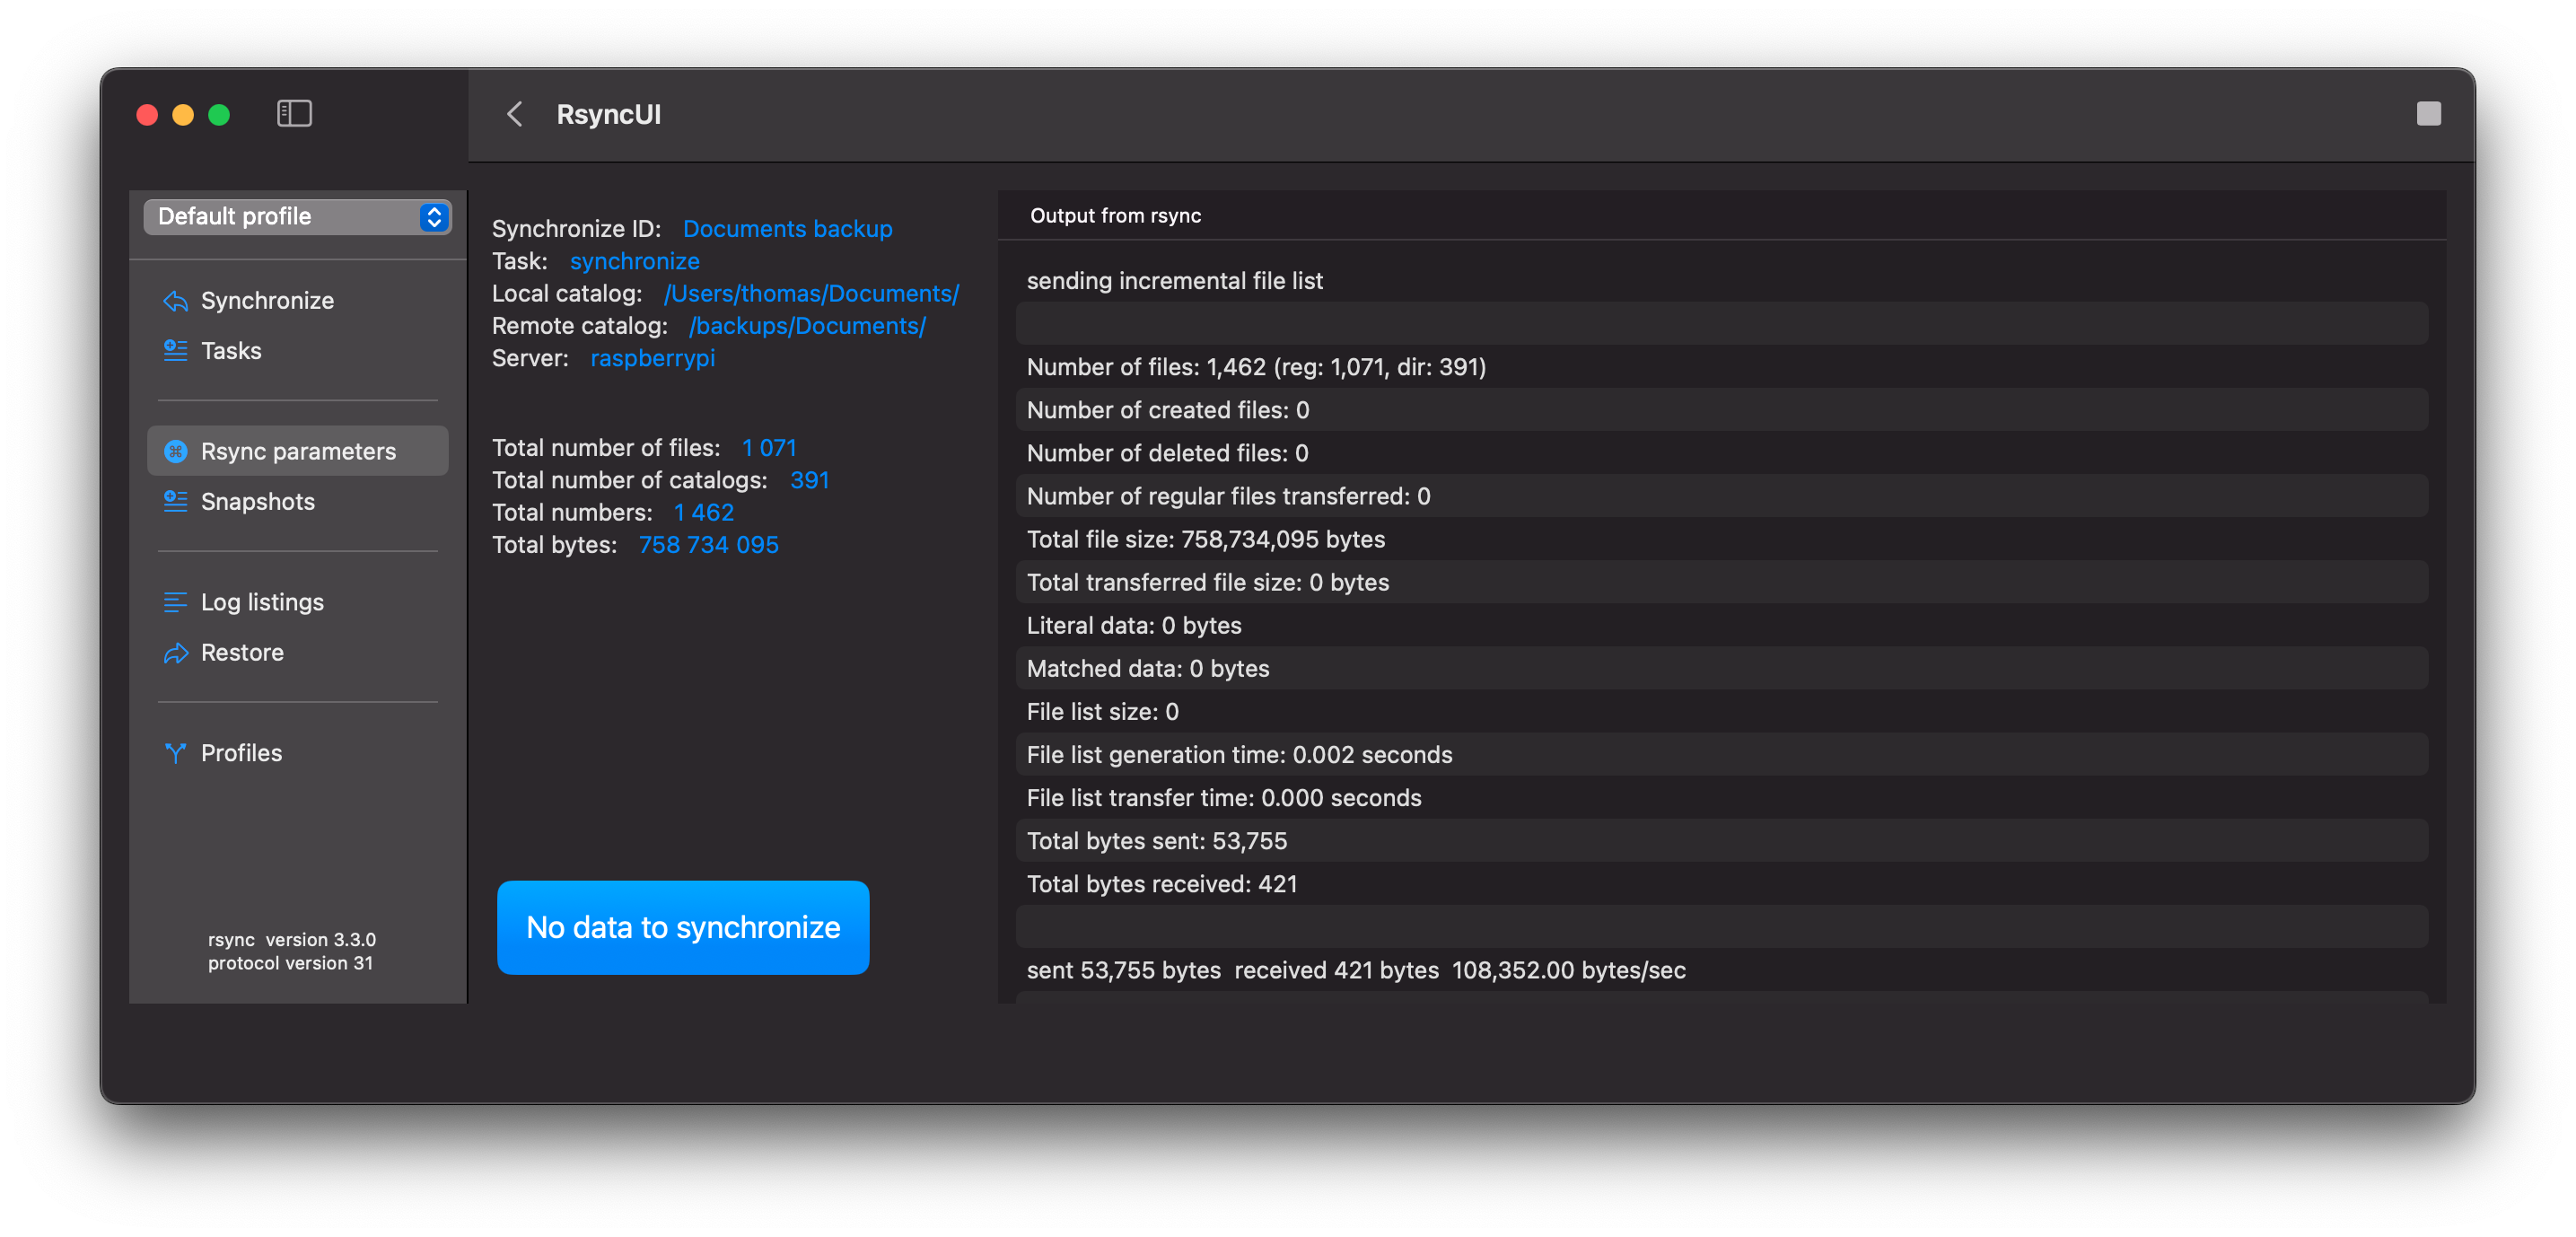 RsyncUI
Default profile
Synchronize
Tasks
Rsync parameters
Snapshots
Log listings
Restore
Profiles
rsync  version 3.3.0
protocol version 31
Synchronize ID: Documents backup
Task: synchronize
Local catalog: /Users/thomas/Documents/
Remote catalog: /backups/Documents/
Server: raspberrypi
Total number of files: 1 071
Total number of catalogs: 391
Total numbers: 1 462
Total bytes: 758 734 095
No data to synchronize
Output from rsync
sending incremental file list
Number of files: 1,462 (reg: 1,071, dir: 391)
Number of created files: 0
Number of deleted files: 0
Number of regular files transferred: 0
Total file size: 758,734,095 bytes
Total transferred file size: 0 bytes
Literal data: 0 bytes
Matched data: 0 bytes
File list size: 0
File list generation time: 0.002 seconds
File list transfer time: 0.000 seconds
Total bytes sent: 53,755
Total bytes received: 421
sent 53,755 bytes  received 421 bytes  108,352.00 bytes/sec